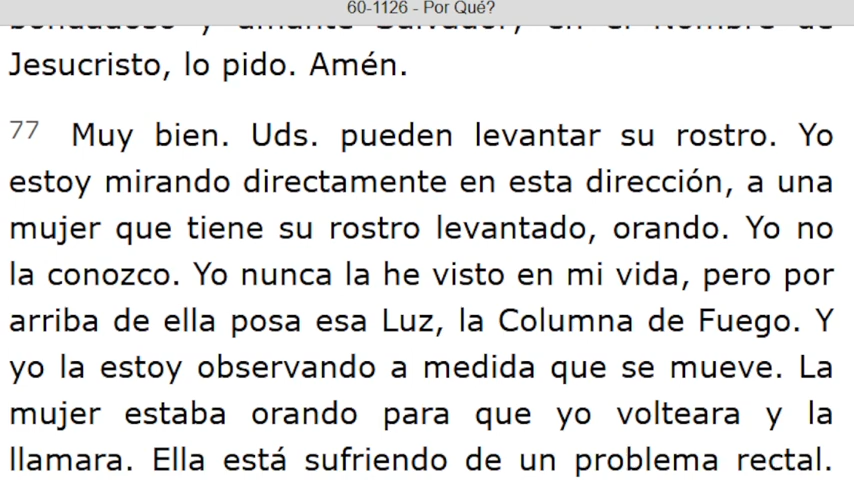 60-1126 - Por Qué?
Jesucristo, lo pido. Amén.
77 Muy bien. Uds. pueden levantar su rostro. Yo
estoy mirando directamente en esta dirección, a una
mujer que tiene su rostro levantado, orando. Yo no
la conozco. Yo nunca la he visto en mi vida, pero por
arriba de ella posa esa Luz, la Columna de Fuego. Y
yo la estoy observando a medida que se mueve. La
mujer estaba orando para que yo volteara y la
llamara. Ella está sufriendo de un problema rectal.